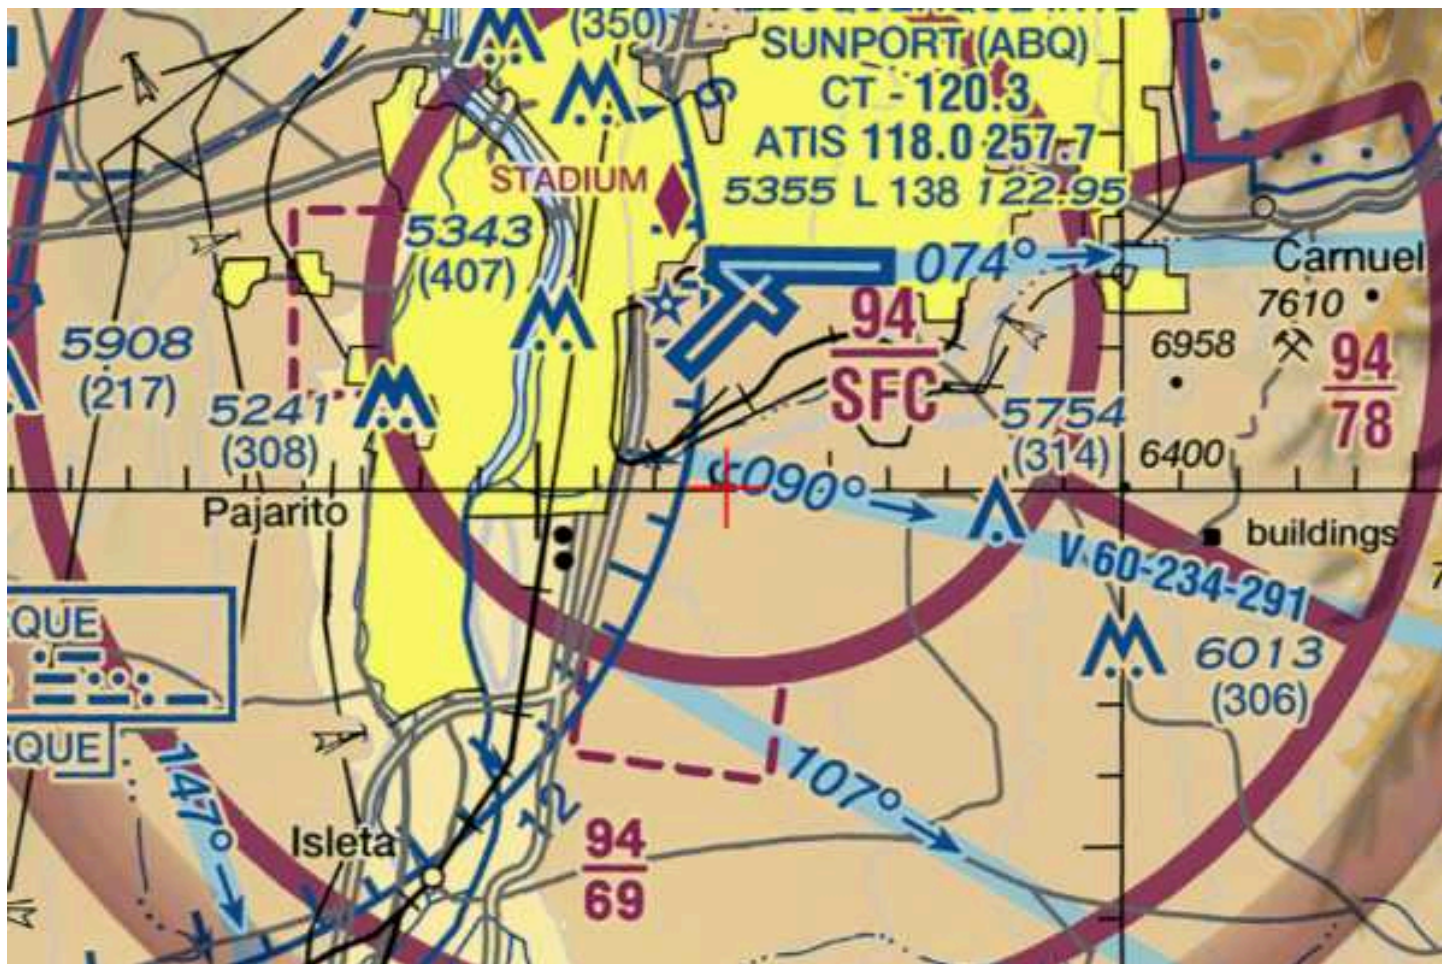 (350)
SUNPORT (ABQ)
CT - 120.3
ATIS 118.0 257.7
5355 L 138 122.95
STADIUM
5343
(407)
074°
Carnuel
7610
94
SFC
6958
94
78
5908
(217)
5241
(308)
5754
(314)
6400
090°
Pajarito
buildings
V 60-234-291
QUE
6013
(306)
RQUE
147°
107°
12
Isleta
94
69